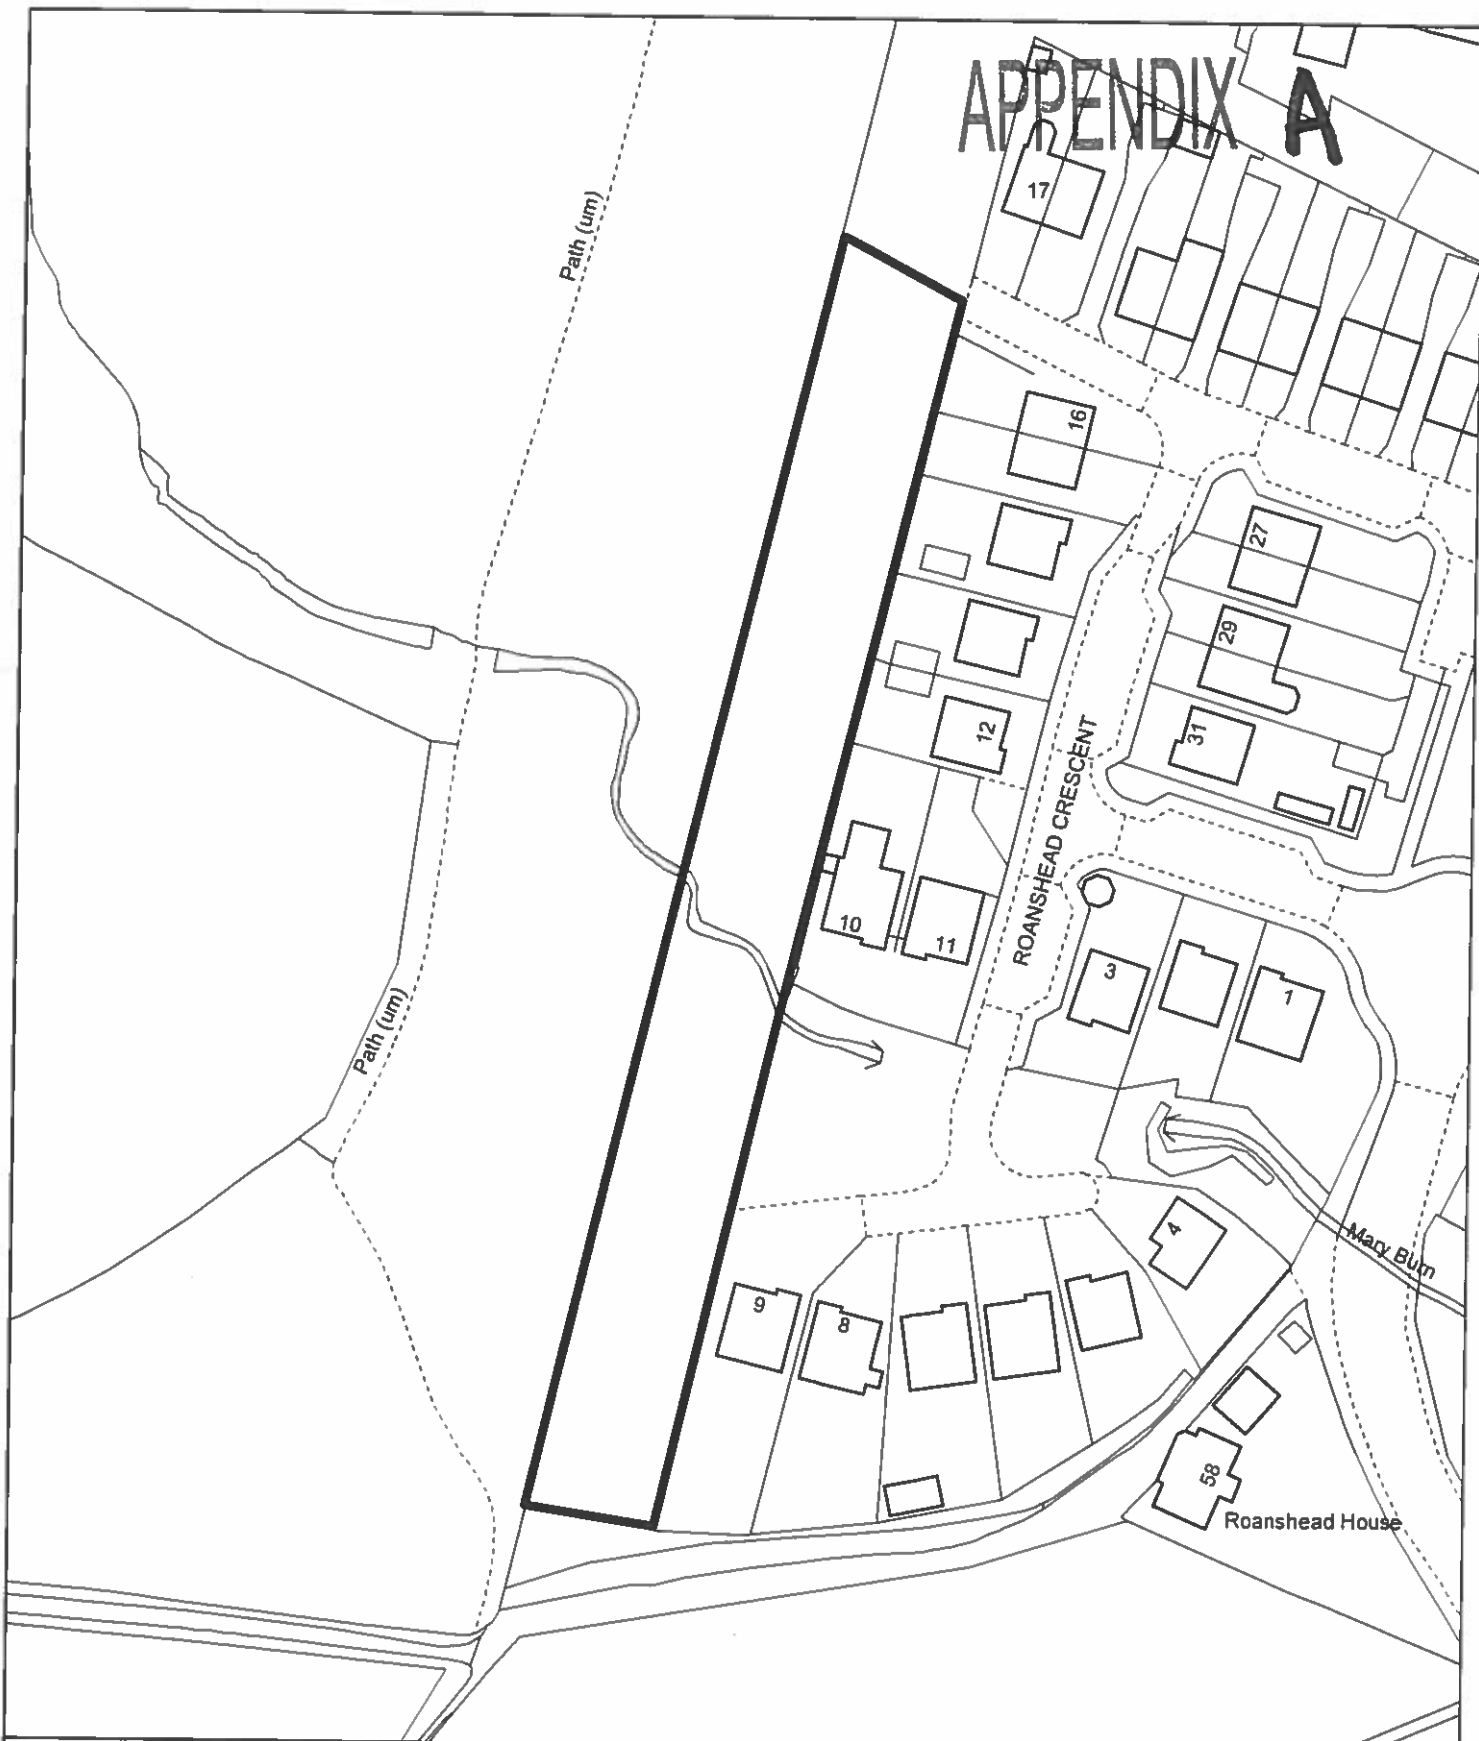 APPENDIX A
17
Path (um)
16
27
29
31
12
ROANSHEAD CRESCENT
10
11
3
1
Path (um)
4
Mary Burn
9
8
58
Roanshead House